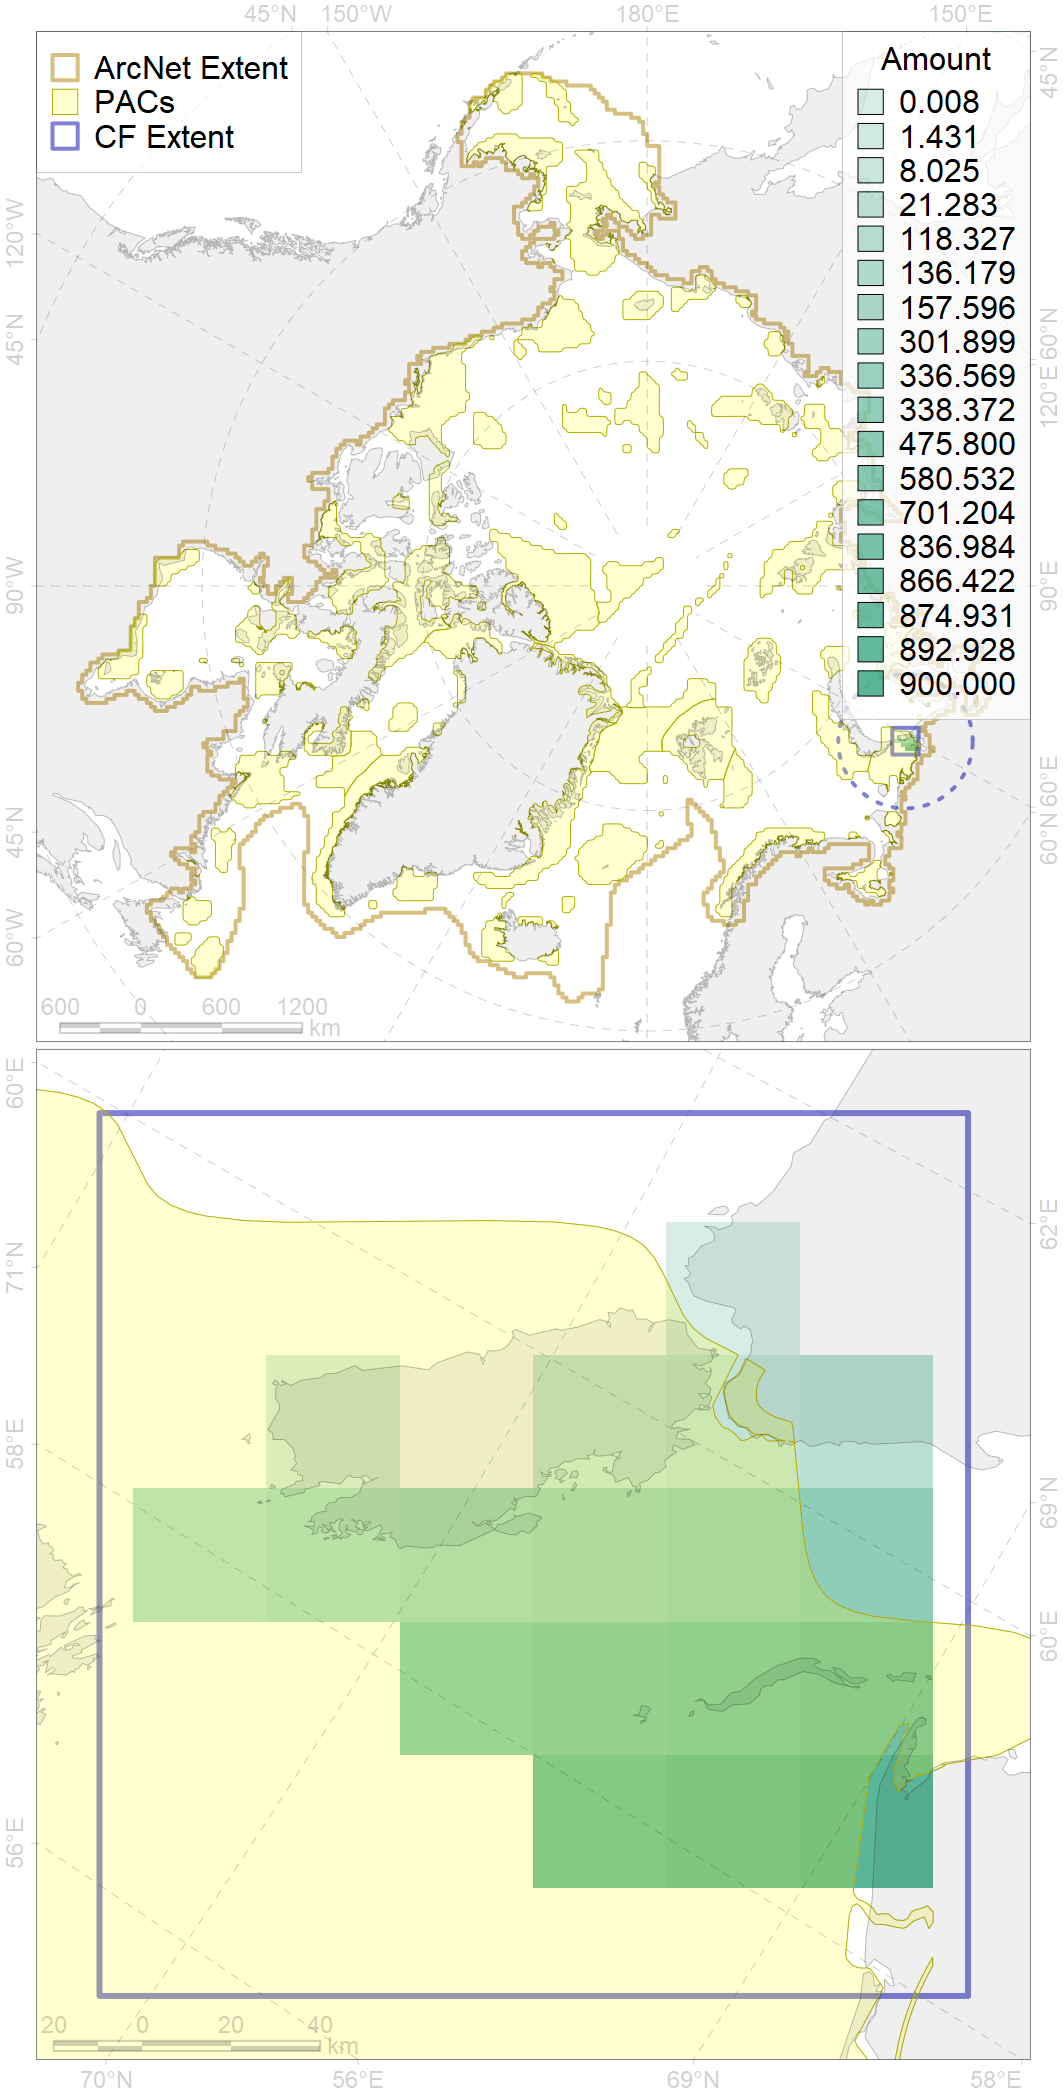 45°N 150°W 180°E 150°E
ArcNet Extent
PACs
CF Extent
Amount
0.008
1.431
8.025
21.283
118.327
136.179
157.596
301.899
336.569
338.372
475.800
580.532
701.204
836.984
866.422
874.931
892.928
900.000
120°W
45°N
90°W
45°N
60°W
45°N
60°N
120°E
90°E
60°E
60°N
600 0 600 1200
km
60°E
71°N
58°E
56°E
62°E
69°N
60°E
20 0 20 40
km
70°N 56°E 69°N 58°E